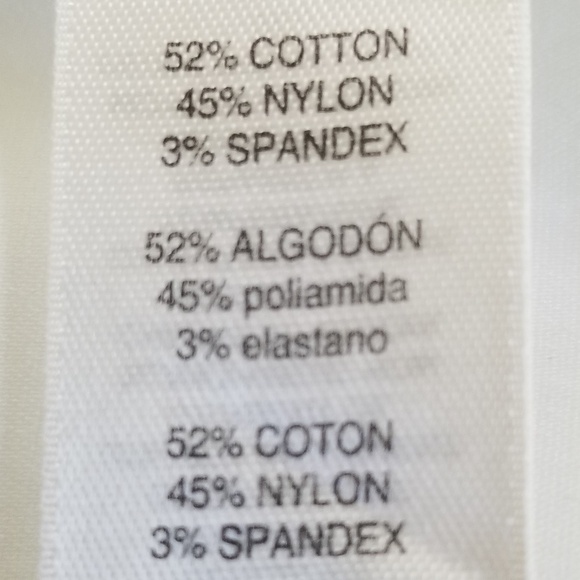 52% COTTON
45% NYLON
3% SPANDEX
52% ALGODÓN
45% poliamida
3% elastano
52% COTON
45% NYLON
3% SPANDEX